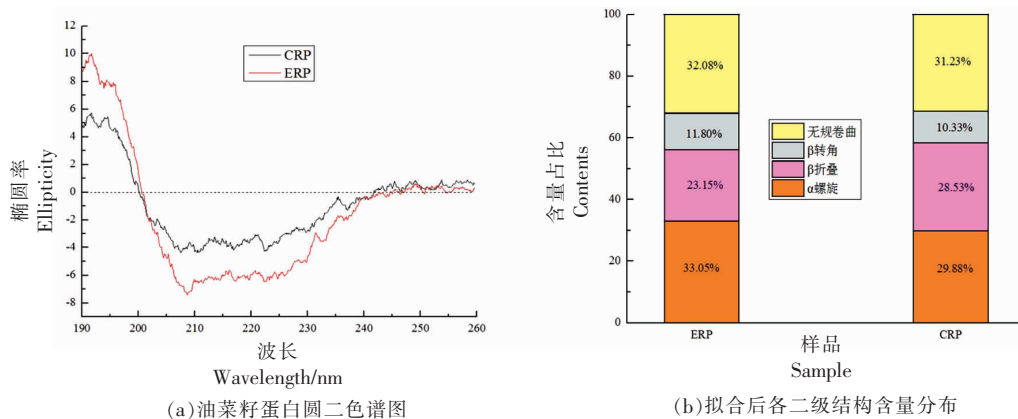 12
10
8
6
4
2
0
-2
-4
-6
-8
椭圆率
Ellipticity
CRP
ERP
190 200 210 220 230 240 250 260
波长
Wavelength/nm
(a)油菜籽蛋白圆二色谱图
100
80
60
40
20
0
含量占比
Contents
32.08%
11.80%
23.15%
33.05%
无规卷曲
β转角
β折叠
α螺旋
31.23%
10.33%
28.53%
29.88%
ERP CRP
样品
Sample
(b)拟合后各二级结构含量分布